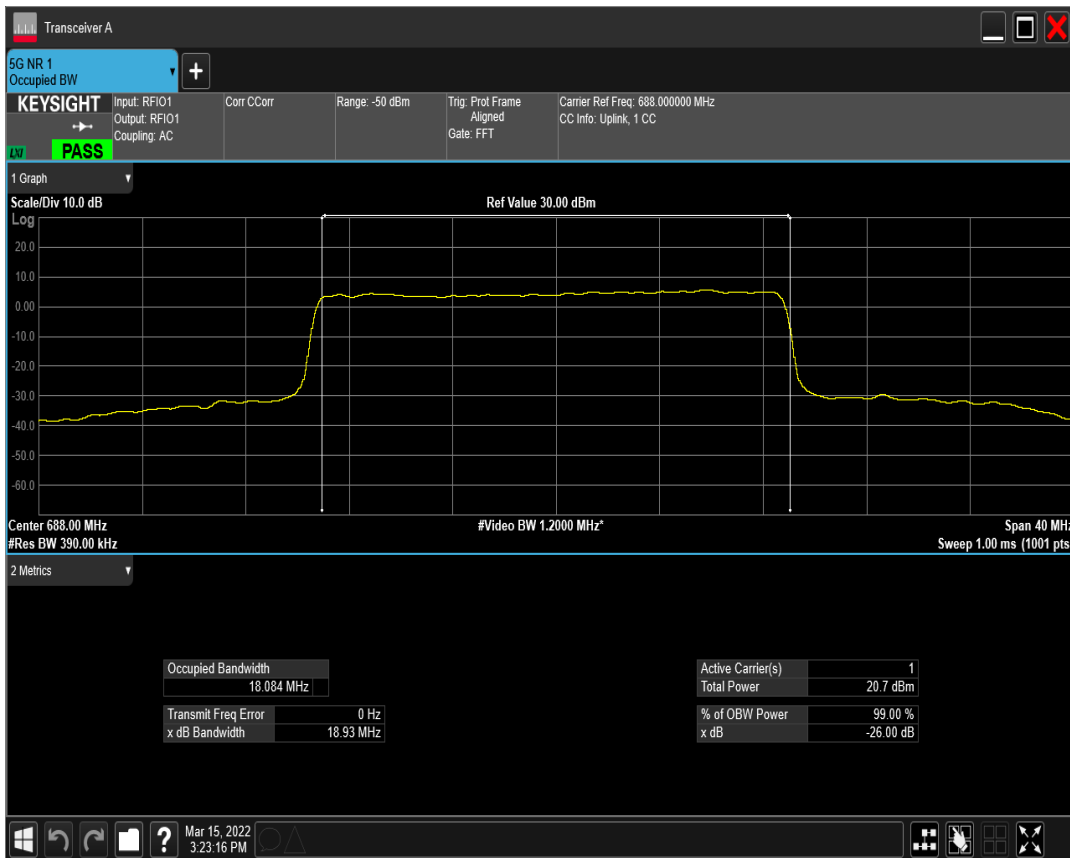 Transceiver A
5G NR 1
Occupied BW
KEYSIGHT
LXI
PASS
Input: RFIO1
Output: RFIO1
Coupling: AC
Corr CCorr
Range: -50 dBm
Trig: Prot Frame
Aligned
Gate: FFT
Carrier Ref Freq: 688.000000 MHz
CC Info: Uplink, 1 CC
1 Graph
Scale/Div 10.0 dB
Ref Value 30.00 dBm
Log
20.0
10.0
0.00
-10.0
-20.0
-30.0
-40.0
-50.0
-60.0
Center 688.00 MHz
#Video BW 1.2000 MHz*
Span 40 MHz
#Res BW 390.00 kHz
Sweep 1.00 ms (1001 pts
2 Metrics
Occupied Bandwidth
18.084 MHz
Transmit Freq Error 0 Hz
x dB Bandwidth 18.93 MHz
Active Carrier(s) 1
Total Power 20.7 dBm
% of OBW Power 99.00 %
x dB -26.00 dB
?
Mar 15, 2022
3:23:16 PM